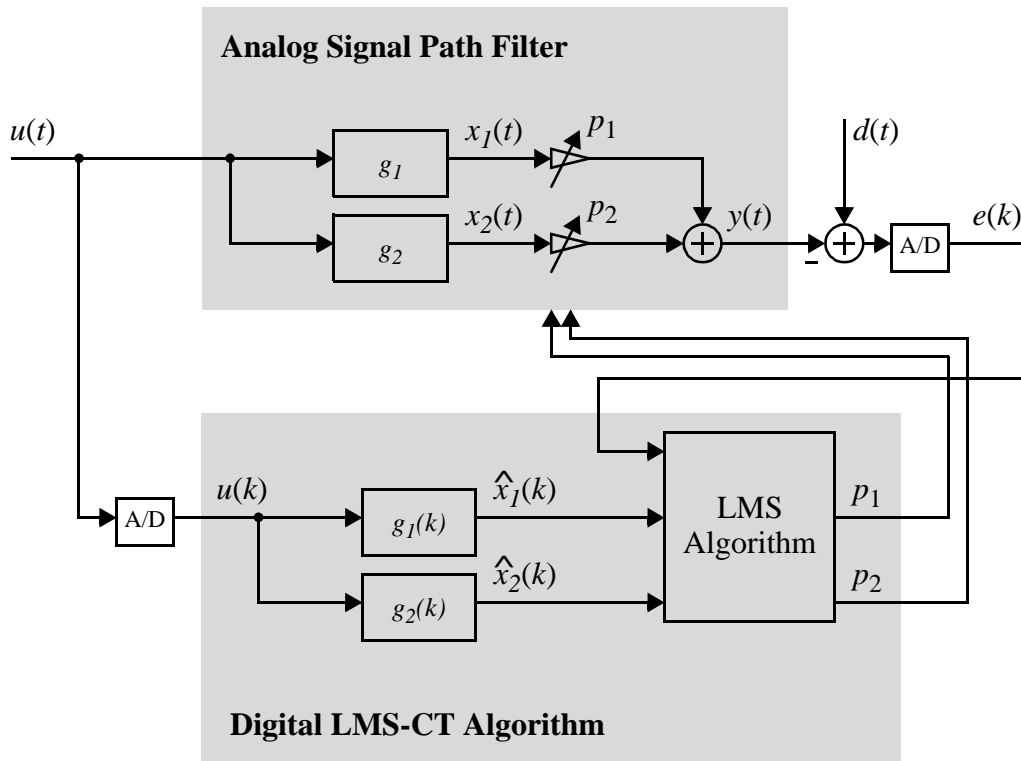 Analog Signal Path Filter
u(t)
x1(t)
p1
d(t)
g1
x2(t)
p2
y(t)
e(k)
g2
+
+
A/D
-
u(k)
x̂1(k)
p1
A/D
g1(k)
LMS
Algorithm
x̂2(k)
p2
g2(k)
Digital LMS-CT Algorithm